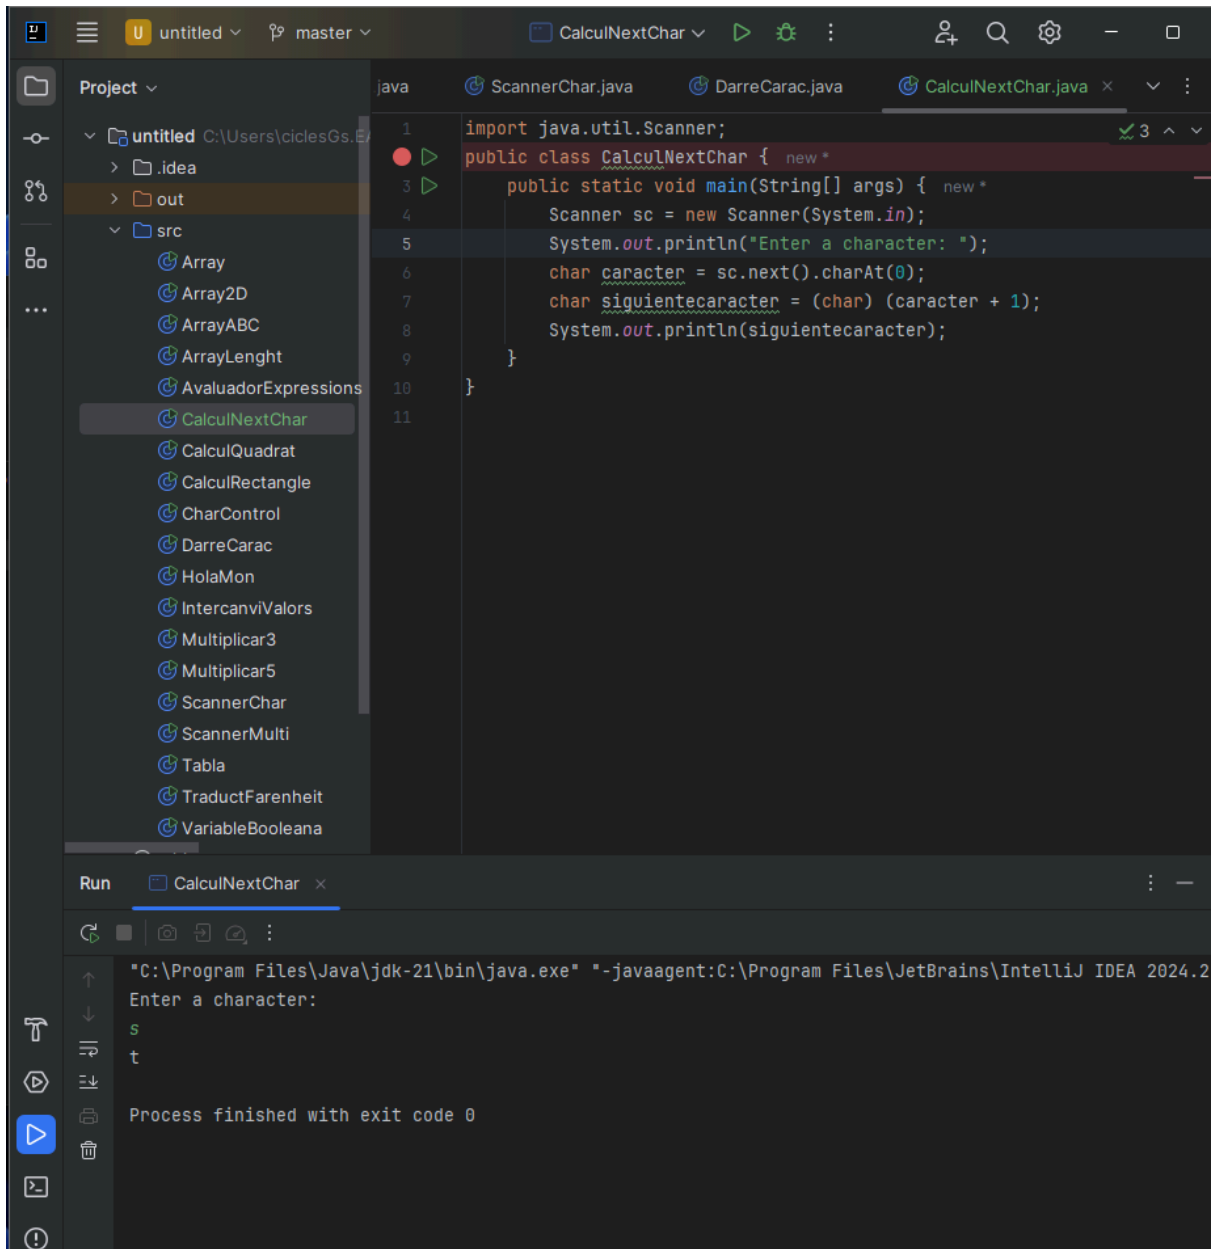 U untitled master CalculNextChar
Project
java ScannerChar.java DarreCarac.java CalculNextChar.java
untitled C:\Users\ciclesGs.EA
.idea
out
src
Array
Array2D
ArrayABC
ArrayLenght
AvaluadorExpressions
CalculNextChar
CalculQuadrat
CalculRectangle
CharControl
DarreCarac
HolaMon
IntercanviValors
Multiplicar3
Multiplicar5
ScannerChar
ScannerMulti
Tabla
TraductFarenheit
VariableBooleana
3
1 import java.util.Scanner;
public class CalculNextChar { new *
3 public static void main(String[] args) { new *
4 Scanner sc = new Scanner(System.in);
5 System.out.println("Enter a character: ");
6 char caracter = sc.next().charAt(0);
7 char siguientecaracter = (char) (caracter + 1);
8 System.out.println(siguientecaracter);
9 }
10 }
11
Run CalculNextChar
"C:\Program Files\Java\jdk-21\bin\java.exe" "-javaagent:C:\Program Files\JetBrains\IntelliJ IDEA 2024.2
Enter a character:
s
t
Process finished with exit code 0